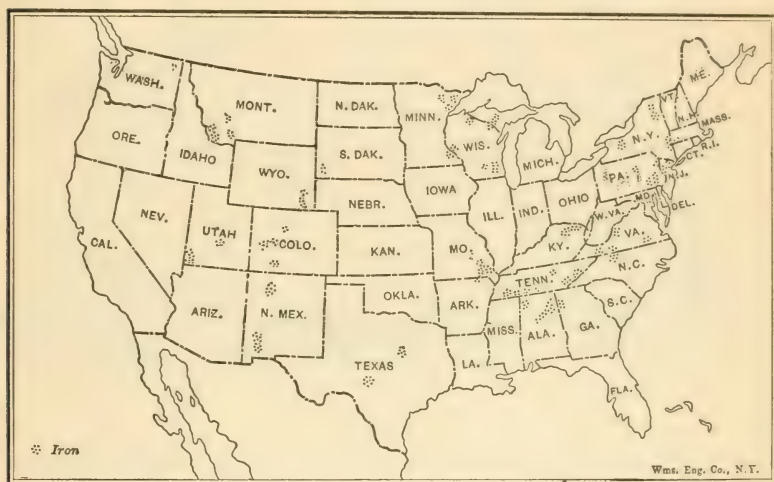 WASH.
MONT.
N. DAK.
MINN.
ME.
VT.
N.H.
MASS.
ORE.
IDAHO
S. DAK.
WIS.
MICH.
N.Y.
R.I.
CT.
WYO.
IOWA
PA.
N.J.
NEV.
UTAH
COLO.
NEBR.
ILL.
IND.
OHIO
W.VA.
MD.
DEL.
CAL.
KAN.
MO.
KY.
VA.
ARIZ.
N. MEX.
OKLA.
ARK.
TENN.
N.C.
S.C.
TEXAS
LA.
MISS.
ALA.
GA.
FLA.
Iron
Wms. Eng. Co., N.Y.